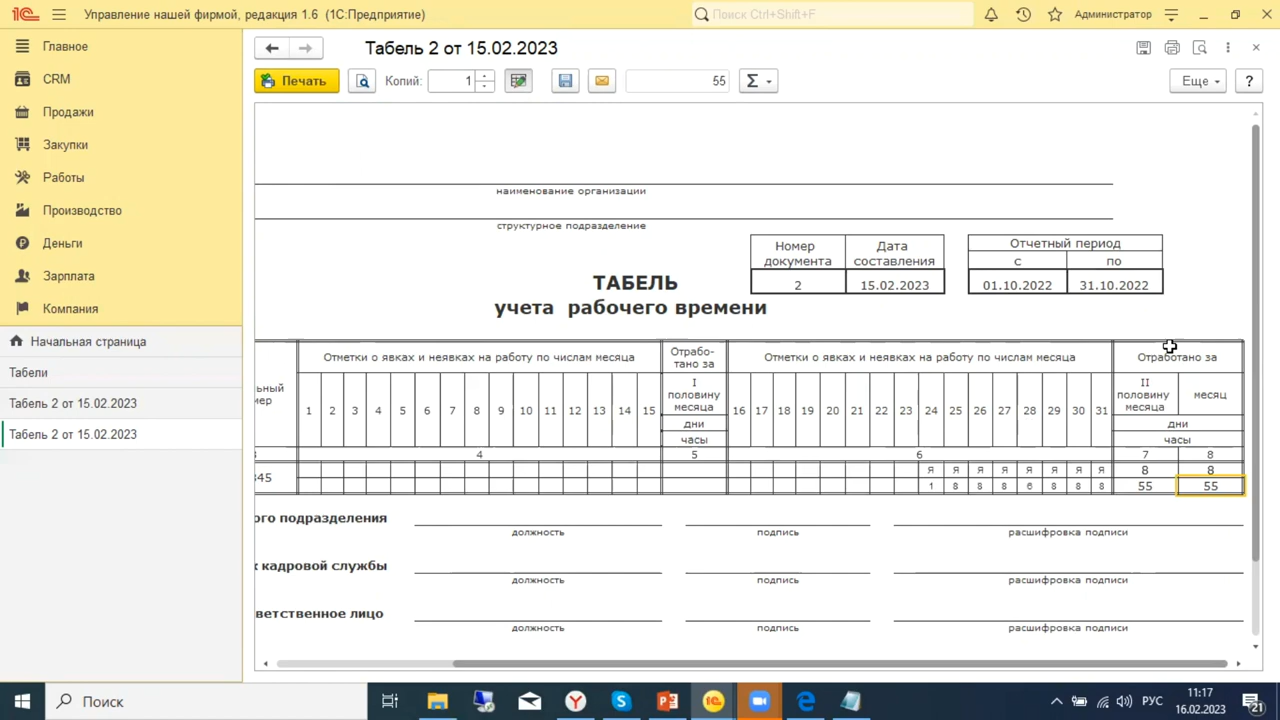 Управление нашей фирмой, редакция 1.6 (1С:Предприятие)
Поиск Ctrl+Shift+F
Администратор
Главное
CRM
Продажи
Закупки
Работы
Производство
Деньги
Зарплата
Компания
Начальная страница
Табели
Табель 2 от 15.02.2023
Табель 2 от 15.02.2023
Табель 2 от 15.02.2023
Печать
Копий:
1
55
Σ
Еще
?
наименование организации
структурное подразделение
Номер документа
Дата составления
Отчетный период
с
по
2
15.02.2023
01.10.2022
31.10.2022
ТАБЕЛЬ
учета рабочего времени
ьный
мер
Отметки о явках и неявках на работу по числам месяца
Отрабо-
тано за
Отметки о явках и неявках на работу по числам месяца
Отработано за
1 2 3 4 5 6 7 8 9 10 11 12 13 14 15
I
половину
месяца
16 17 18 19 20 21 22 23 24 25 26 27 28 29 30 31
II
половину
месяца
месяц
дни
часы
дни
часы
3 4 5 6 7 8
345
Я Я Я Я Я Я Я Я 8 8
1 8 8 8 6 8 8 8 55 55
ого подразделения
должность подпись расшифровка подписи
к кадровой службы
должность подпись расшифровка подписи
ветственное лицо
должность подпись расшифровка подписи
Поиск
РУС
11:17
16.02.2023
21